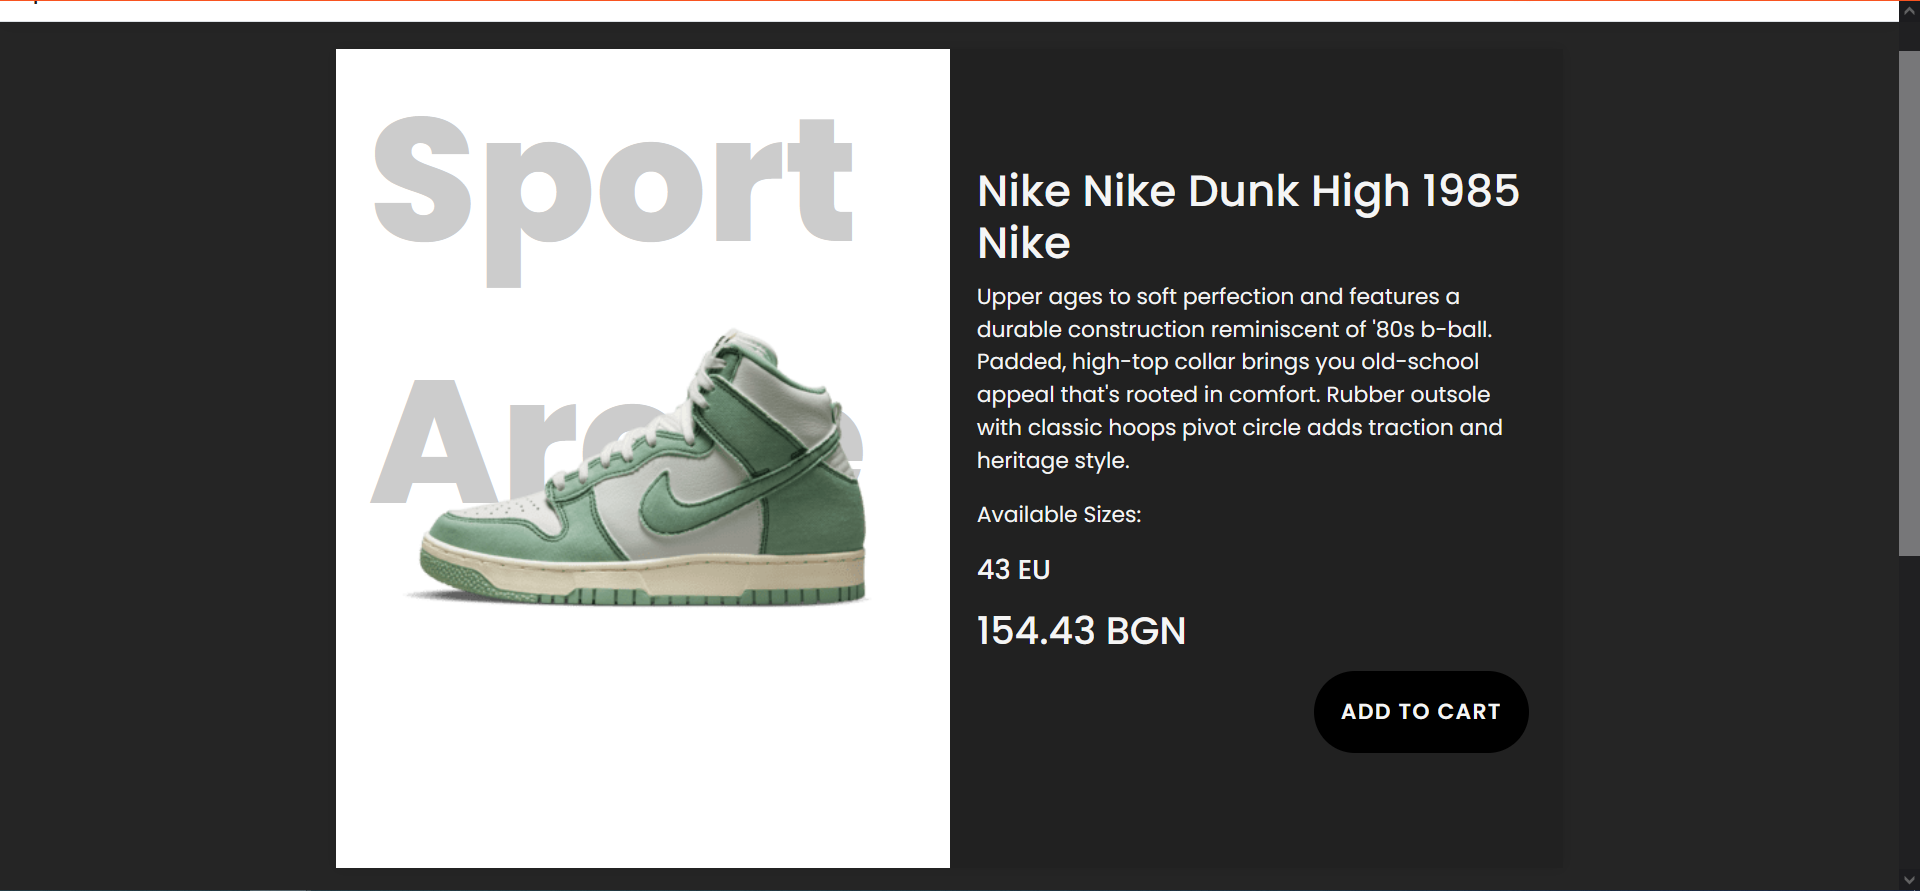 Sport
Nike Nike Dunk High 1985
Nike
Upper ages to soft perfection and features a
durable construction reminiscent of '80s b-ball.
Padded, high-top collar brings you old-school
appeal that's rooted in comfort. Rubber outsole
with classic hoops pivot circle adds traction and
heritage style.
Available Sizes:
43 EU
154.43 BGN
ADD TO CART